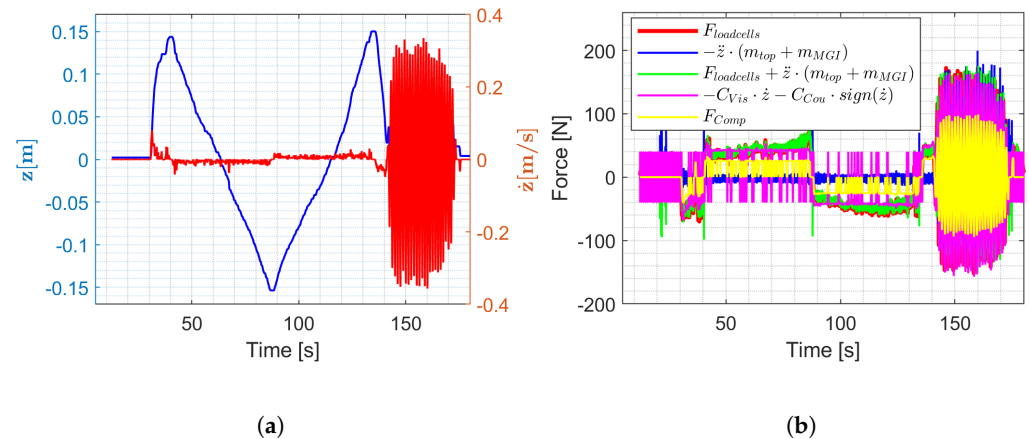 0.15
0.1
0.05
0
-0.05
-0.1
-0.15
z[m]
0.4
0.2
0
-0.2
-0.4
ż[m/s]
50
100
150
Time [s]
(a)
200
100
0
-100
-200
Force [N]
F_loadcells
−z̈ · (m_top + m_MGI)
F_loadcells + z̈ · (m_top + m_MGI)
−C_Vis · ż − C_Cou · sign(ż)
F_Comp
50
100
150
Time [s]
(b)